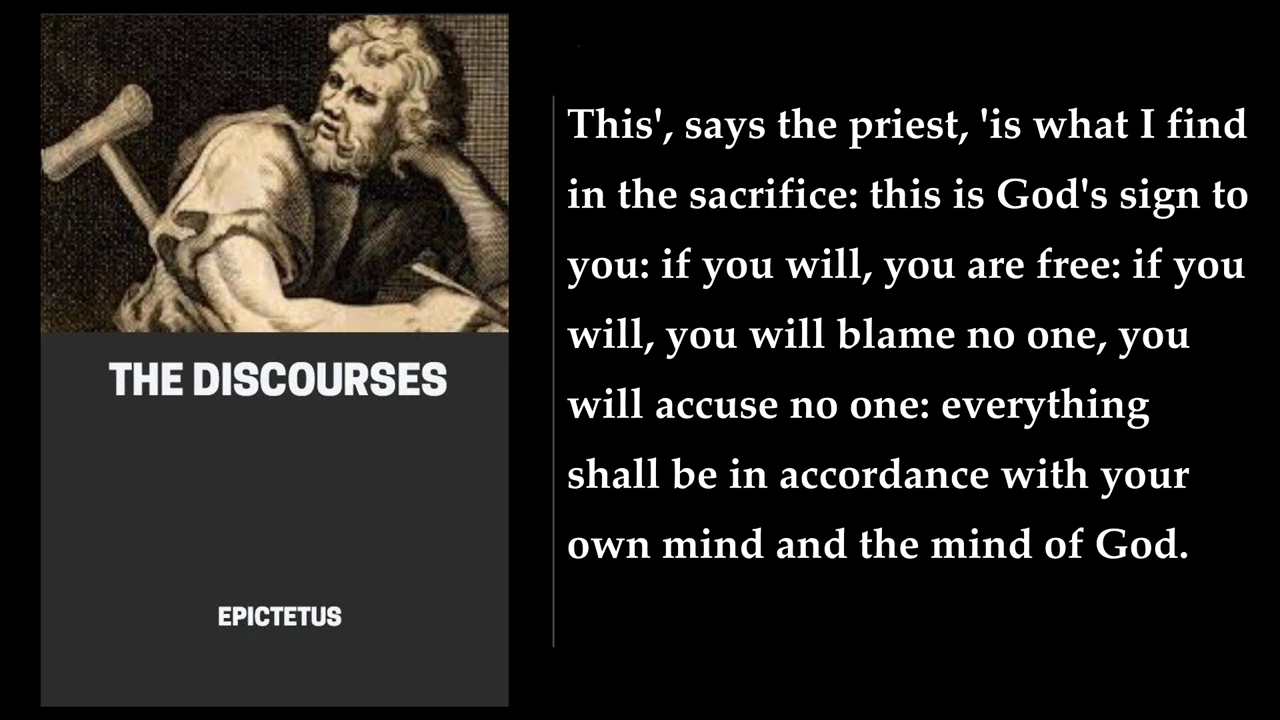 THE DISCOURSES
EPICTETUS
This', says the priest, 'is what I find
in the sacrifice: this is God's sign to
you: if you will, you are free: if you
will, you will blame no one, you
will accuse no one: everything
shall be in accordance with your
own mind and the mind of God.